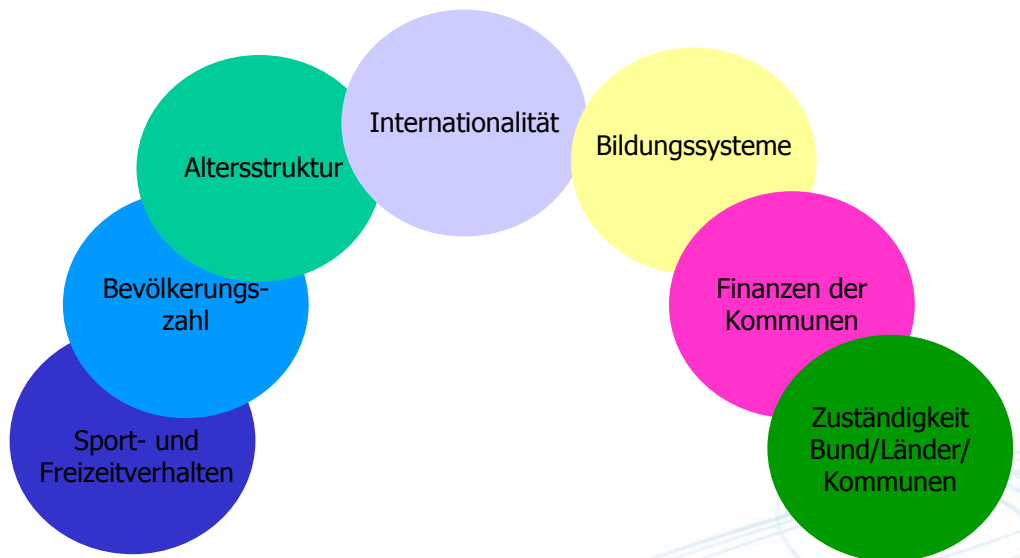 Internationalität
Bildungssysteme
Altersstruktur
Bevölkerungs-
zahl
Finanzen der
Kommunen
Sport- und
Freizeitverhalten
Zuständigkeit
Bund/Länder/
Kommunen